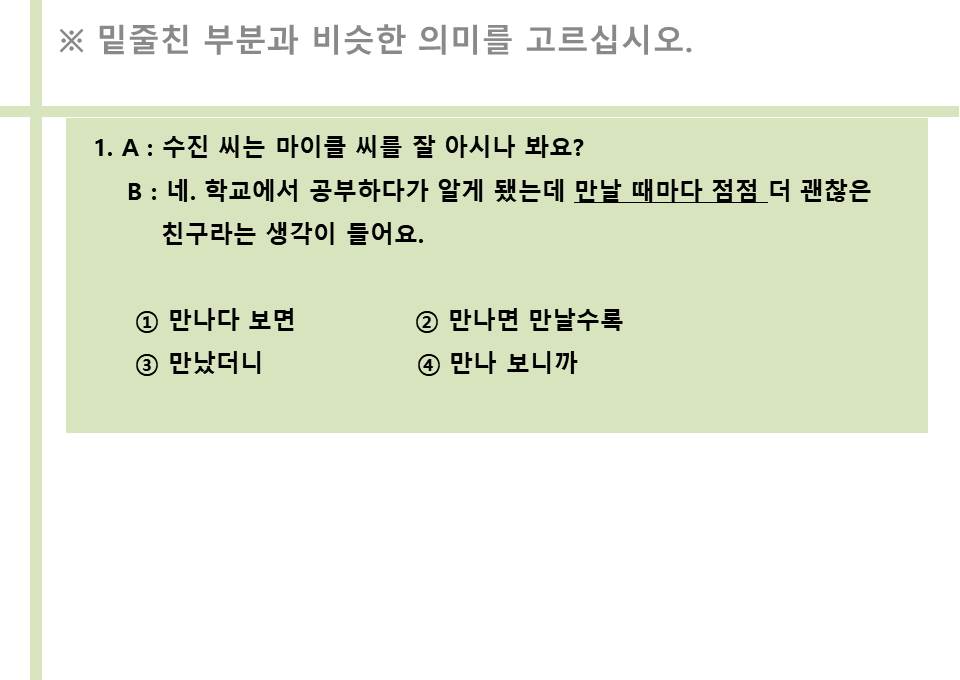 ※ 밑줄친 부분과 비슷한 의미를 고르십시오.
1. A : 수진 씨는 마이클 씨를 잘 아시나 봐요?
B : 네. 학교에서 공부하다가 알게 됐는데 만날 때마다 점점 더 괜찮은
친구라는 생각이 들어요.
① 만나다 보면 ② 만나면 만날수록
③ 만났더니 ④ 만나 보니까